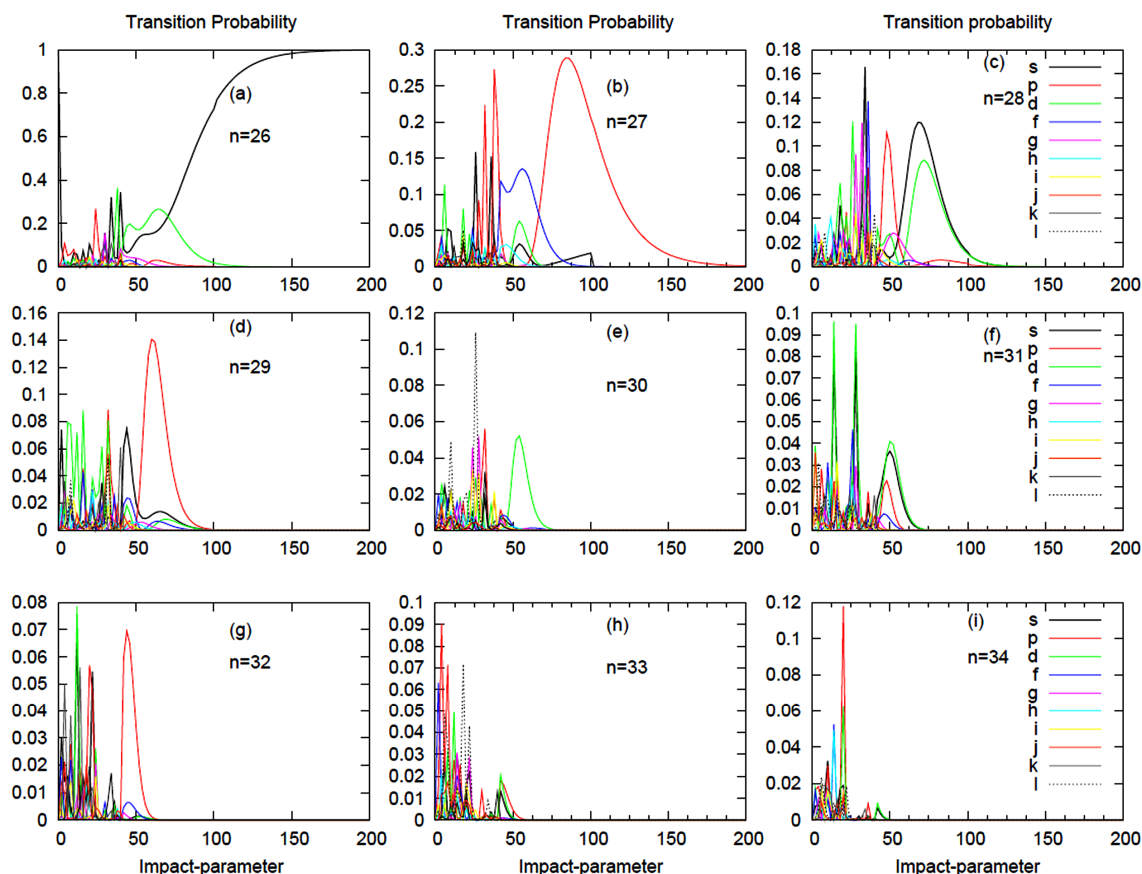 Transition Probability
Transition Probability
Transition probability
1
0.8
0.6
0.4
0.2
0
(a)
n=26
0 50 100 150 200
0.3
0.25
0.2
0.15
0.1
0.05
0
(b)
n=27
0 50 100 150 200
0.18
0.16
0.14
0.12
0.1
0.08
0.06
0.04
0.02
0
(c)
n=28
s
p
d
f
g
h
i
j
k
l
0 50 100 150 200
0.16
0.14
0.12
0.1
0.08
0.06
0.04
0.02
0
(d)
n=29
0 50 100 150 200
0.12
0.1
0.08
0.06
0.04
0.02
0
(e)
n=30
0 50 100 150 200
0.1
0.09
0.08
0.07
0.06
0.05
0.04
0.03
0.02
0.01
0
(f)
n=31
s
p
d
f
g
h
i
j
k
l
0 50 100 150 200
0.08
0.07
0.06
0.05
0.04
0.03
0.02
0.01
0
(g)
n=32
0 50 100 150 200
Impact-parameter
0.1
0.09
0.08
0.07
0.06
0.05
0.04
0.03
0.02
0.01
0
(h)
n=33
0 50 100 150 200
Impact-parameter
0.12
0.1
0.08
0.06
0.04
0.02
0
(i)
n=34
s
p
d
f
g
h
i
j
k
l
0 50 100 150 200
Impact-parameter